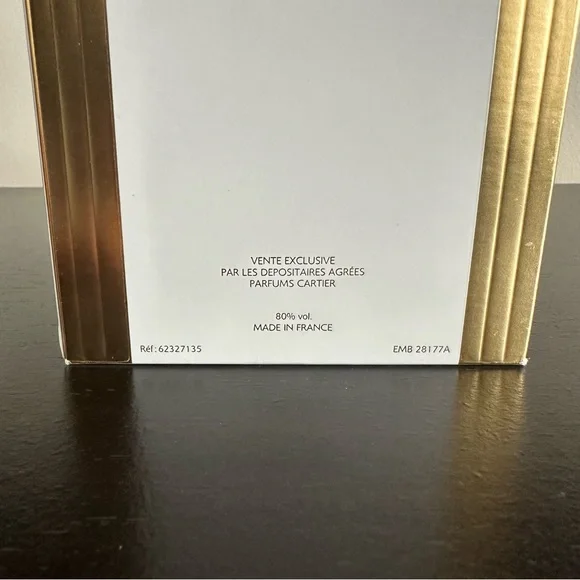 VENTE EXCLUSIVE
PAR LES DEPOSITAIRES AGRÉES
PARFUMS CARTIER
80% vol.
MADE IN FRANCE
Réf: 62327135
EMB 28177A